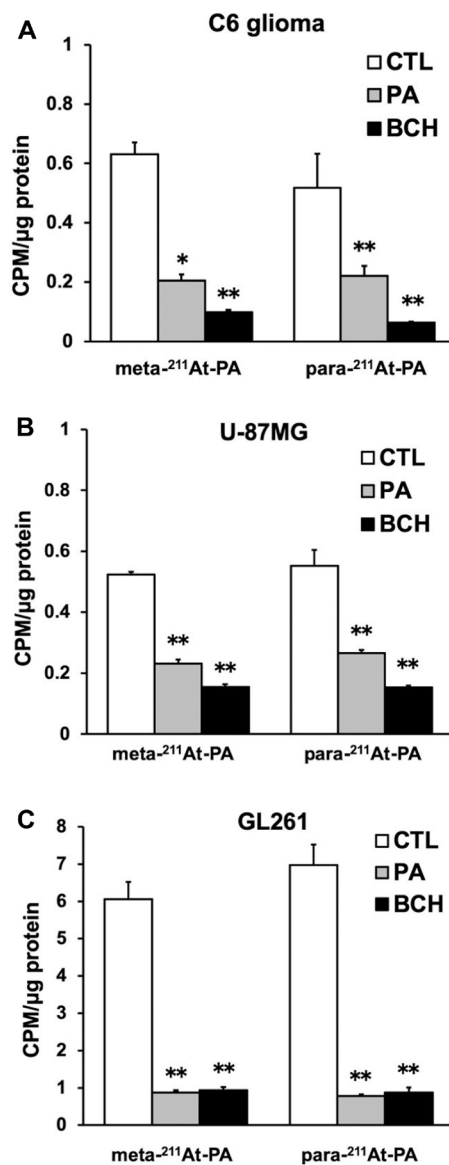 A
C6 glioma
CTL
PA
BCH
CPM/µg protein
1
0.8
0.6
0.4
0.2
0
*
**
**
**
meta-²¹¹At-PA
para-²¹¹At-PA
B
U-87MG
CTL
PA
BCH
CPM/µg protein
1
0.8
0.6
0.4
0.2
0
**
**
**
**
meta-²¹¹At-PA
para-²¹¹At-PA
C
GL261
CTL
PA
BCH
CPM/µg protein
8
7
6
5
4
3
2
1
0
**
**
**
**
meta-²¹¹At-PA
para-²¹¹At-PA